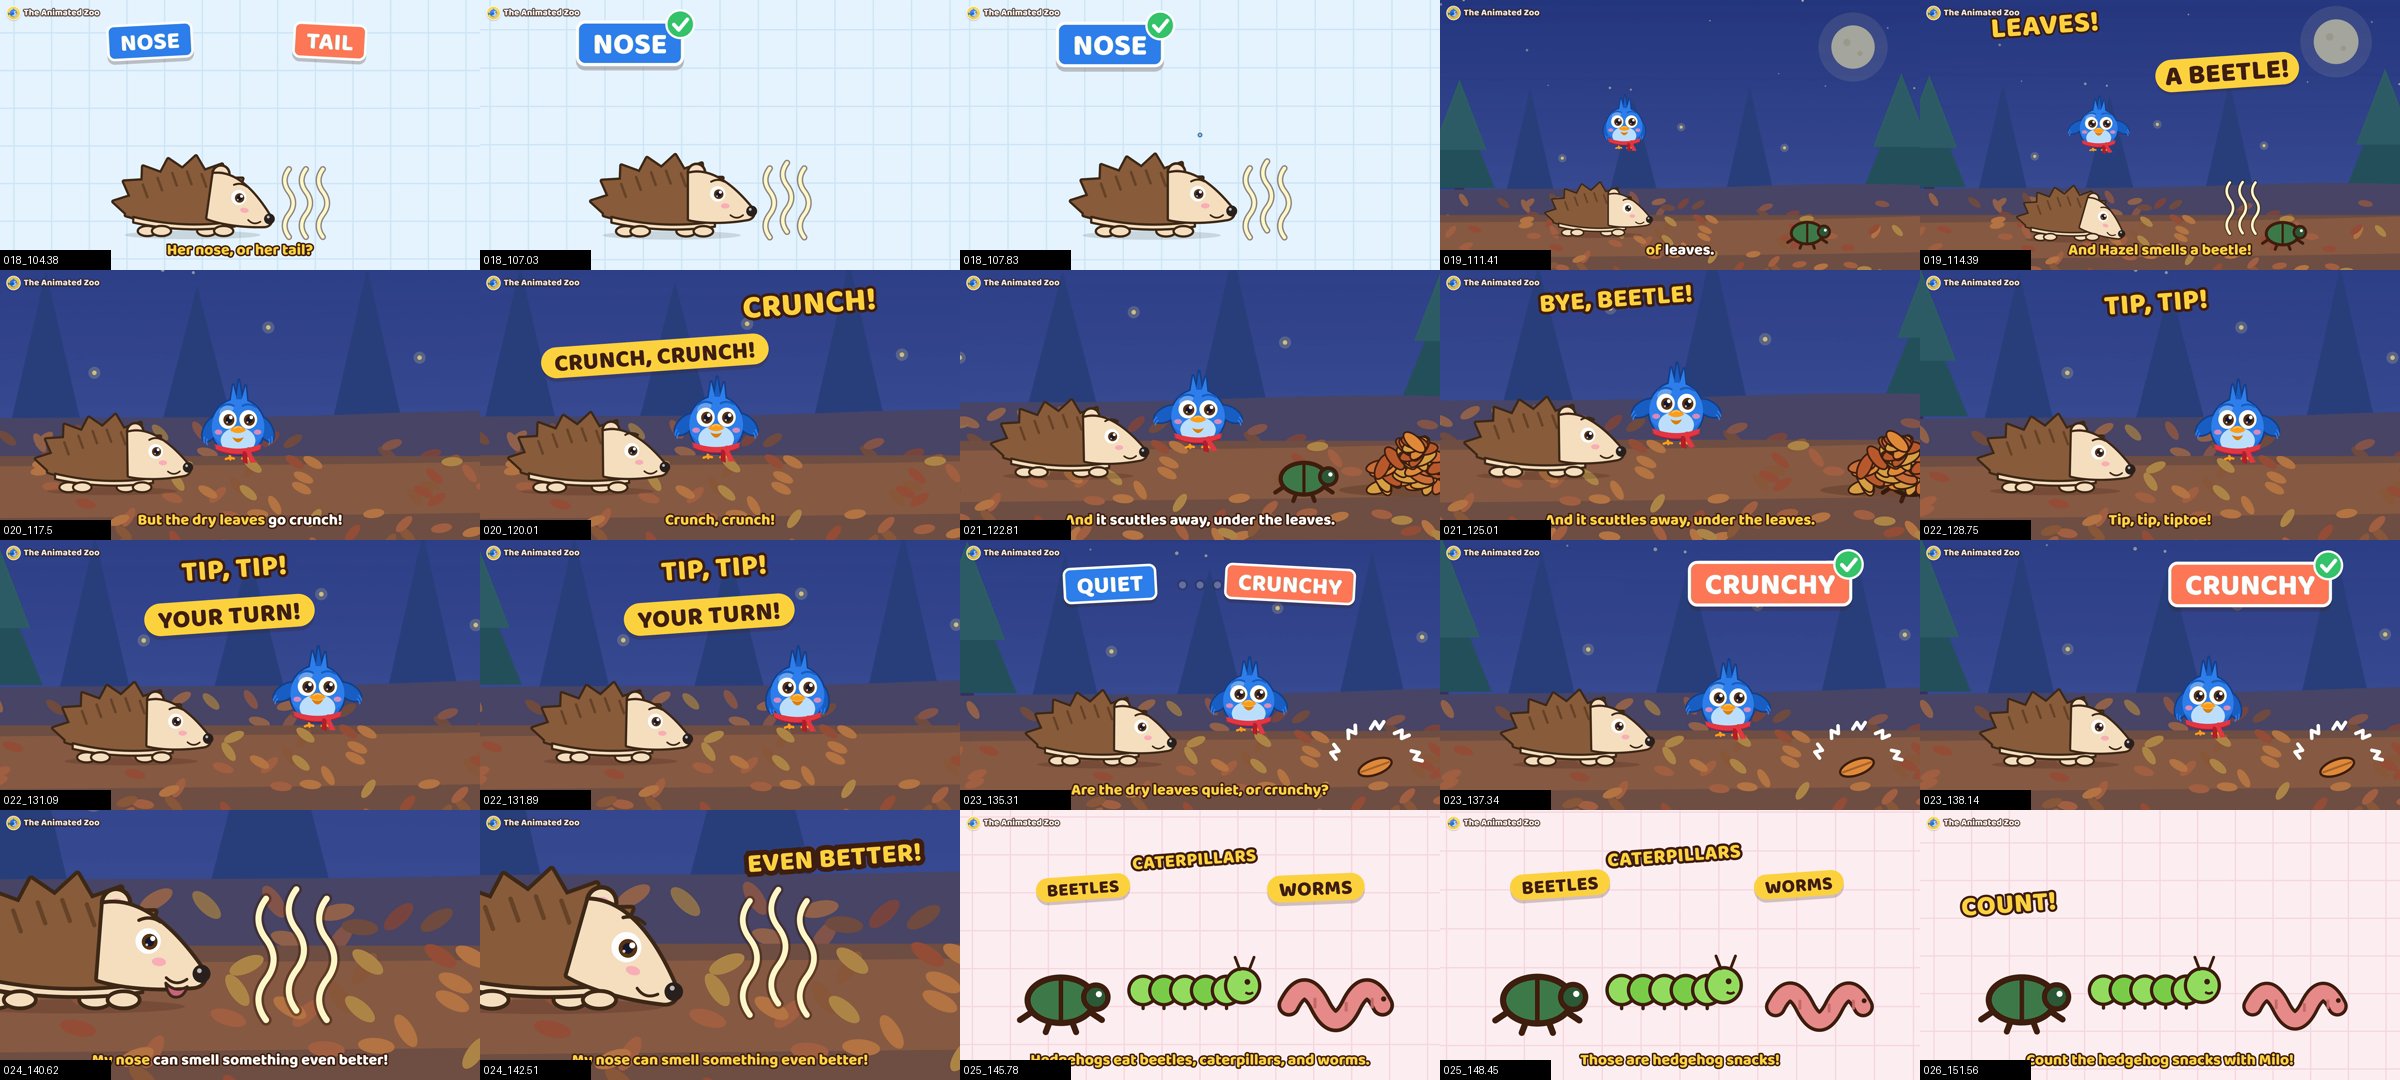 The Animated Zoo
NOSE
TAIL
Her nose, or her tail?
018_104.38
The Animated Zoo
NOSE
018_107.03
The Animated Zoo
NOSE
018_107.83
The Animated Zoo
of leaves.
019_111.41
The Animated Zoo
LEAVES!
A BEETLE!
And Hazel smells a beetle!
019_114.39
The Animated Zoo
But the dry leaves go crunch!
020_117.5
The Animated Zoo
CRUNCH!
CRUNCH, CRUNCH!
Crunch, crunch!
020_120.01
The Animated Zoo
And it scuttles away, under the leaves.
021_122.81
The Animated Zoo
BYE, BEETLE!
And it scuttles away, under the leaves.
021_125.01
The Animated Zoo
TIP, TIP!
Tip, tip, tiptoe!
022_128.75
The Animated Zoo
TIP, TIP!
YOUR TURN!
022_131.09
The Animated Zoo
TIP, TIP!
YOUR TURN!
022_131.89
The Animated Zoo
QUIET
CRUNCHY
Are the dry leaves quiet, or crunchy?
023_135.31
The Animated Zoo
CRUNCHY
023_137.34
The Animated Zoo
CRUNCHY
023_138.14
The Animated Zoo
My nose can smell something even better!
024_140.62
The Animated Zoo
EVEN BETTER!
My nose can smell something even better!
024_142.51
The Animated Zoo
CATERPILLARS
BEETLES
WORMS
Hedgehogs eat beetles, caterpillars, and worms.
025_145.78
The Animated Zoo
CATERPILLARS
BEETLES
WORMS
Those are hedgehog snacks!
025_148.45
The Animated Zoo
COUNT!
Count the hedgehog snacks with Milo!
026_151.56